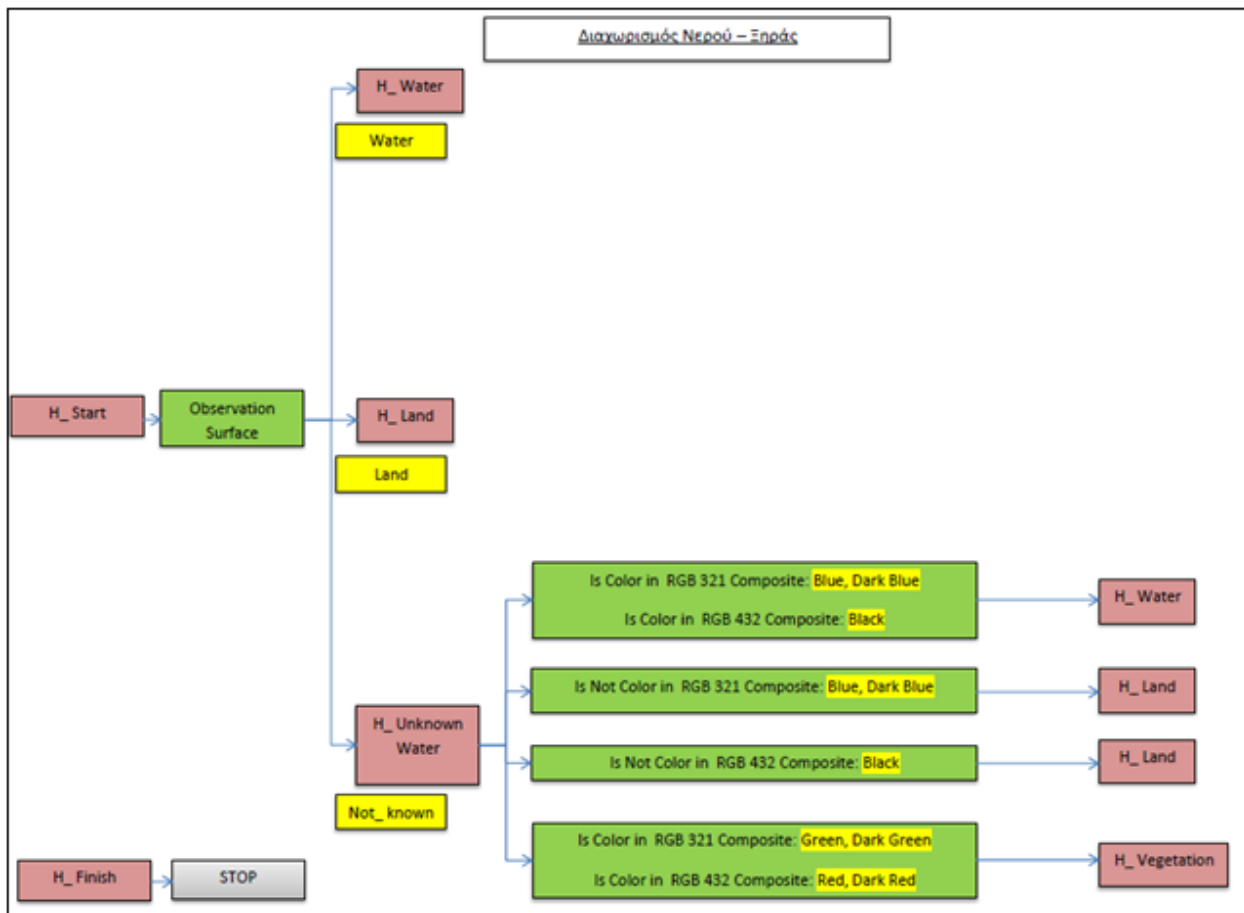 Διαχωρισμός Νερού – Ξηράς
H_ Water
Water
H_ Start
Observation
Surface
H_ Land
Land
Is Color in RGB 321 Composite: Blue, Dark Blue
Is Color in RGB 432 Composite: Black
H_ Water
Is Not Color in RGB 321 Composite: Blue, Dark Blue
H_ Land
H_ Unknown
Water
Is Not Color in RGB 432 Composite: Black
H_ Land
Not_ known
Is Color in RGB 321 Composite: Green, Dark Green
Is Color in RGB 432 Composite: Red, Dark Red
H_ Vegetation
H_ Finish
STOP